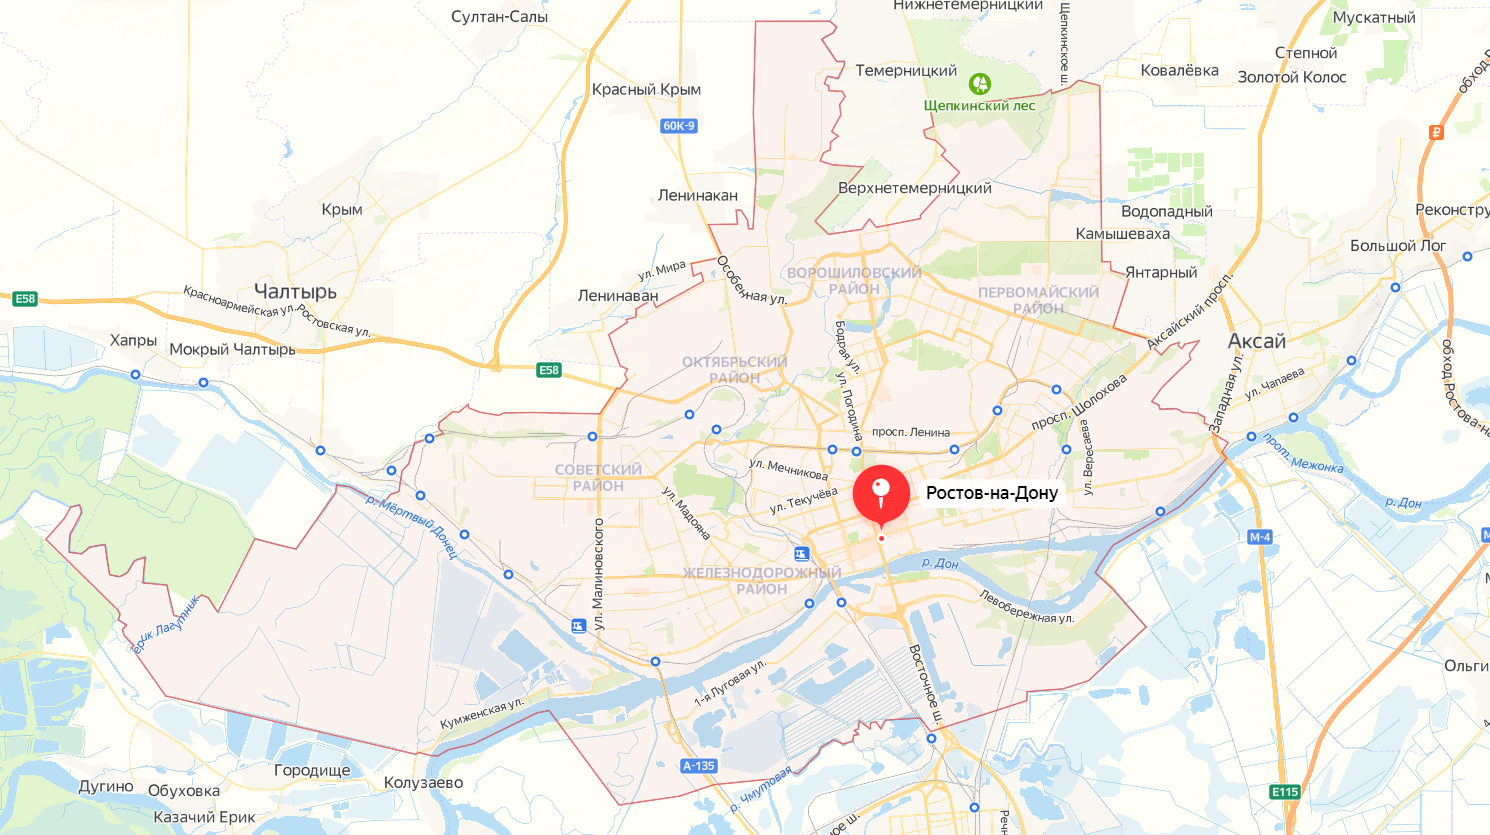 Султан-Салы
Нижнетемерницкий
Щепкинское ш.
Мускатный
Степной
Золотой Колос
Ковалёвка
Темерницкий
Щепкинский лес
Красный Крым
60К-9
Ленинакан
Верхнетемерницкий
Крым
Водопадный
Камышеваха
Реконстру
Большой Лог
Янтарный
Чалтырь
E58
Красноармейская ул.
Ростовская ул.
ул. Мира
Особенная ул.
Ленинаван
ВОРОШИЛОВСКИЙ
РАЙОН
ПЕРВОМАЙСКИЙ
РАЙОН
Аксайский просп.
Аксай
Хапры
Мокрый Чалтырь
E58
ОКТЯБРЬСКИЙ
РАЙОН
Бодрая ул.
ул. Погодина
просп. Ленина
просп. Шолохова
ул. Вересаева
Западная ул.
ул. Чапаева
обход Ростова-на
прот. Межонка
р. Дон
СОВЕТСКИЙ
РАЙОН
ул. Мечникова
ул. Текучёва
ул. Мадояна
Ростов-на-Дону
р. Мёртвый Донец
ул. Малиновского
ЖЕЛЕЗНОДОРОЖНЫЙ
РАЙОН
р. Дон
М-4
Левобережная ул.
Восточное ш.
1-я Луговая ул.
Кумженская ул.
А-135
р. Чмутовая
Городище
Колузаево
Дугино
Обуховка
Казачий Ерик
Ольги
E115